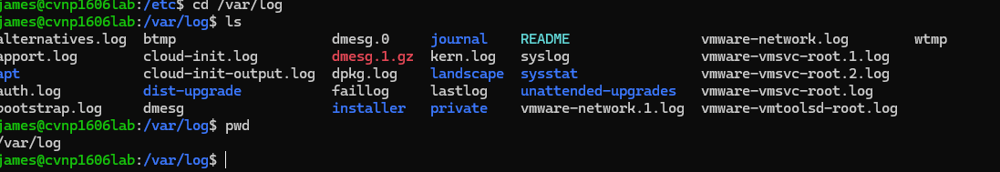 james@cvnp1606lab:/etc$ cd /var/log
james@cvnp1606lab:/var/log$ ls
alternatives.log btmp dmesg.0 journal README vmware-network.log wtmp
apport.log cloud-init.log dmesg.1.gz kern.log syslog vmware-vmsvc-root.1.log
apt cloud-init-output.log dpkg.log landscape sysstat vmware-vmsvc-root.2.log
auth.log dist-upgrade faillog lastlog unattended-upgrades vmware-vmsvc-root.log
bootstrap.log dmesg installer private vmware-network.1.log vmware-vmtoolsd-root.log
james@cvnp1606lab:/var/log$ pwd
/var/log
james@cvnp1606lab:/var/log$